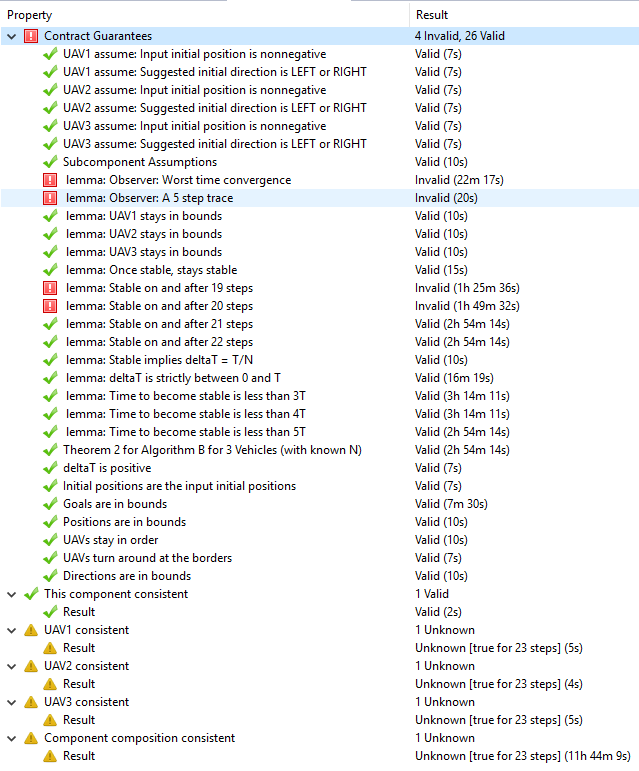 Property Result
Contract Guarantees 4 Invalid, 26 Valid
UAV1 assume: Input initial position is nonnegative Valid (7s)
UAV1 assume: Suggested initial direction is LEFT or RIGHT Valid (7s)
UAV2 assume: Input initial position is nonnegative Valid (7s)
UAV2 assume: Suggested initial direction is LEFT or RIGHT Valid (7s)
UAV3 assume: Input initial position is nonnegative Valid (7s)
UAV3 assume: Suggested initial direction is LEFT or RIGHT Valid (7s)
Subcomponent Assumptions Valid (10s)
lemma: Observer: Worst time convergence Invalid (22m 17s)
lemma: Observer: A 5 step trace Invalid (20s)
lemma: UAV1 stays in bounds Valid (10s)
lemma: UAV2 stays in bounds Valid (10s)
lemma: UAV3 stays in bounds Valid (10s)
lemma: Once stable, stays stable Valid (15s)
lemma: Stable on and after 19 steps Invalid (1h 25m 36s)
lemma: Stable on and after 20 steps Invalid (1h 49m 32s)
lemma: Stable on and after 21 steps Valid (2h 54m 14s)
lemma: Stable on and after 22 steps Valid (2h 54m 14s)
lemma: Stable implies deltaT = T/N Valid (10s)
lemma: deltaT is strictly between 0 and T Valid (16m 19s)
lemma: Time to become stable is less than 3T Valid (3h 14m 11s)
lemma: Time to become stable is less than 4T Valid (3h 14m 11s)
lemma: Time to become stable is less than 5T Valid (2h 54m 14s)
Theorem 2 for Algorithm B for 3 Vehicles (with known N) Valid (2h 54m 14s)
deltaT is positive Valid (7s)
Initial positions are the input initial positions Valid (7s)
Goals are in bounds Valid (7m 30s)
Positions are in bounds Valid (10s)
UAVs stay in order Valid (10s)
UAVs turn around at the borders Valid (7s)
Directions are in bounds Valid (10s)
This component consistent 1 Valid
Result Valid (2s)
UAV1 consistent 1 Unknown
Result Unknown [true for 23 steps] (5s)
UAV2 consistent 1 Unknown
Result Unknown [true for 23 steps] (4s)
UAV3 consistent 1 Unknown
Result Unknown [true for 23 steps] (5s)
Component composition consistent 1 Unknown
Result Unknown [true for 23 steps] (11h 44m 9s)